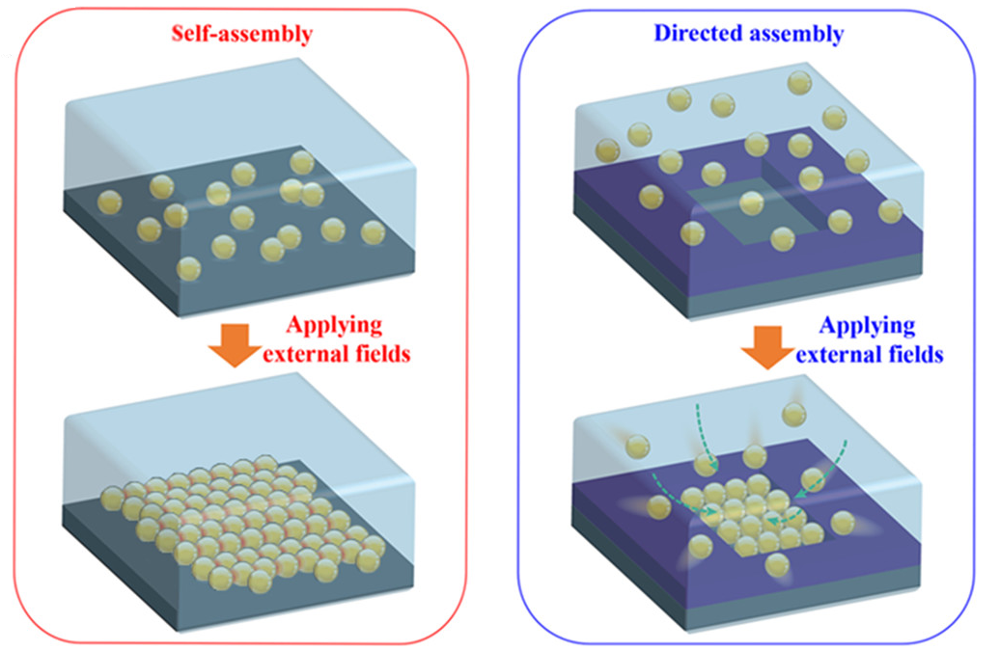 Self-assembly
Applying
external fields
Directed assembly
Applying
external fields